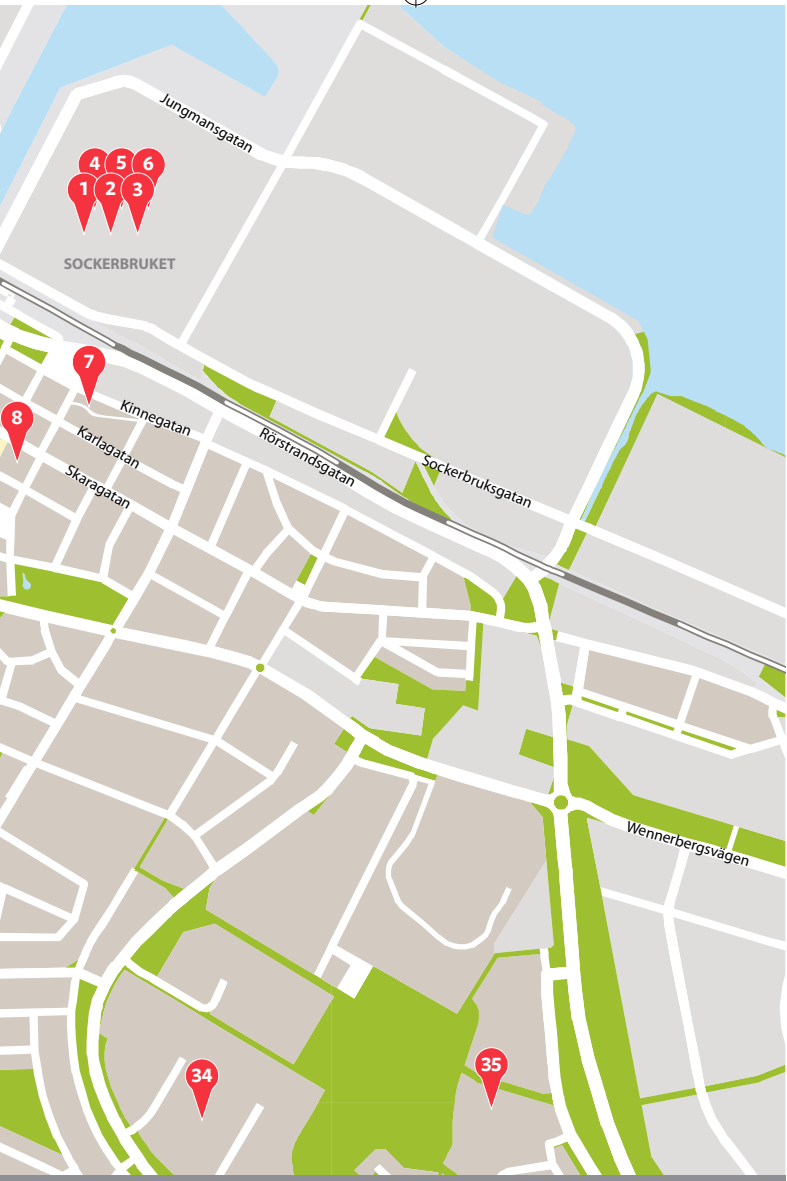 Jungmansgatan
4 5 6
1 2 3
SOCKERBRUKET
7
8
Kinnegatan
Karlagatan
Skaragatan
Rörstrandsgatan
Sockerbruksgatan
Wennerbergsvägen
34
35